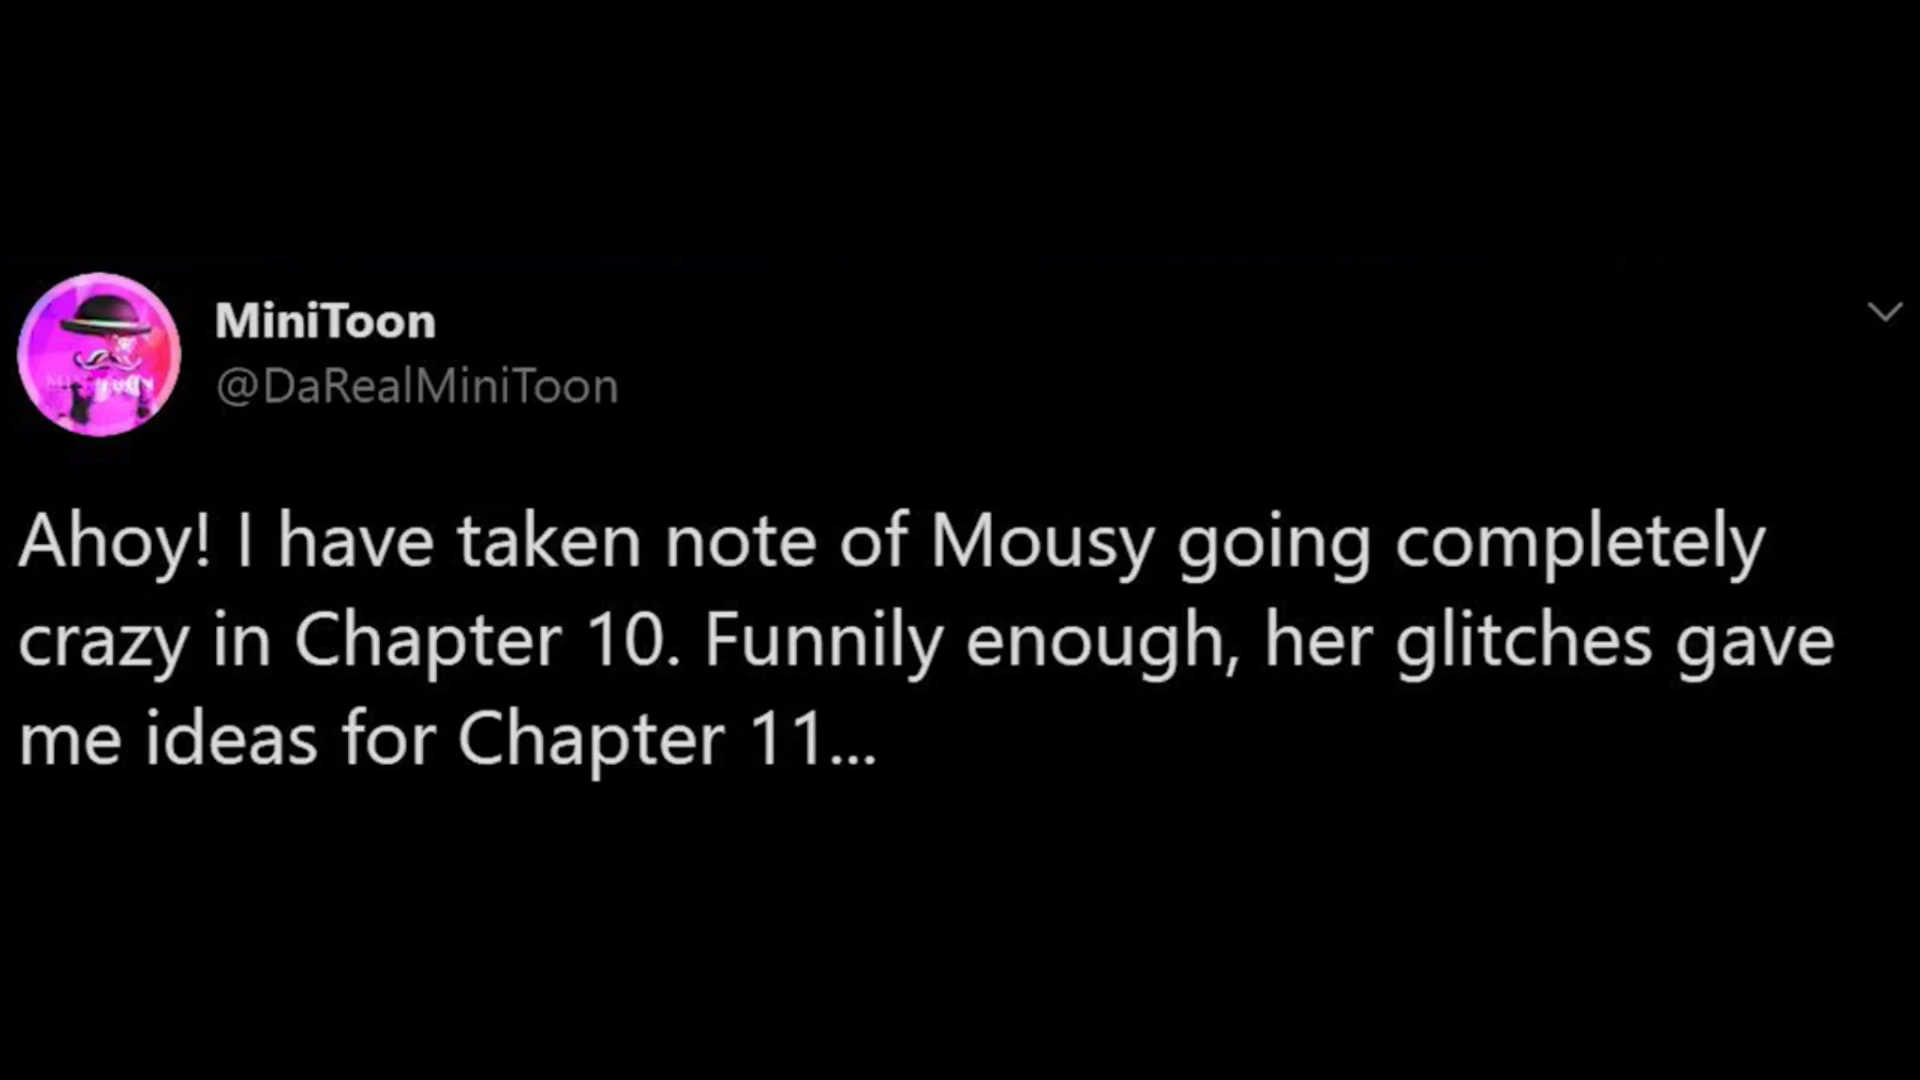 MiniToon
@DaRealMiniToon
Ahoy! I have taken note of Mousy going completely
crazy in Chapter 10. Funnily enough, her glitches gave
me ideas for Chapter 11...